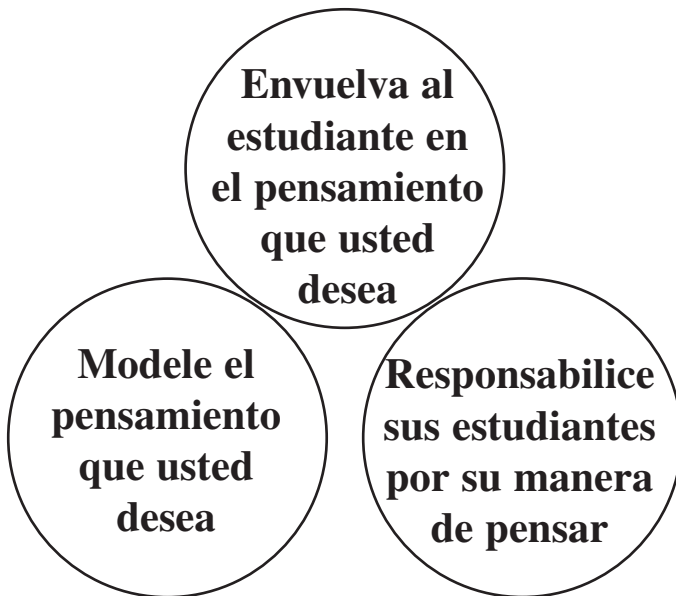 Envuelva al
estudiante en
el pensamiento
que usted
desea
Modele el
pensamiento
que usted
desea
Responsabilice
sus estudiantes
por su manera
de pensar